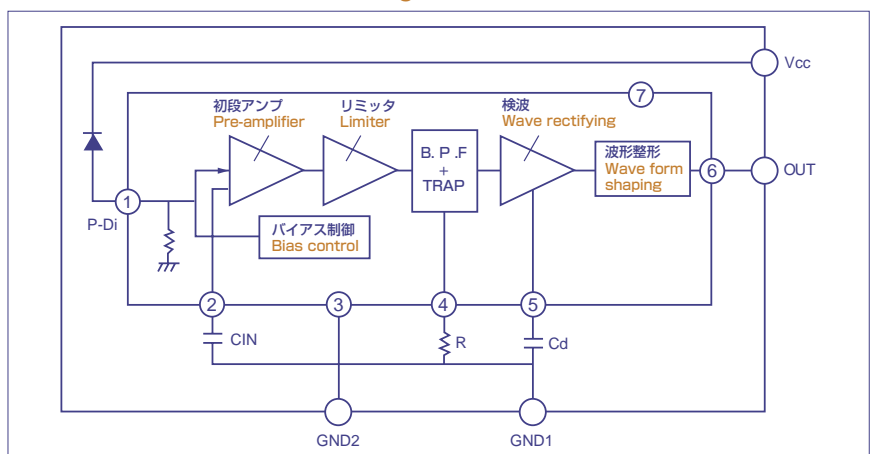 Vcc
7
初段アンプ
Pre-amplifier
リミッタ
Limiter
検波
Wave rectifying
B. P .F
+
TRAP
波形整形
Wave form
shaping
6
OUT
1
P-Di
バイアス制御
Bias control
2
3
4
5
CIN
R
Cd
GND2
GND1